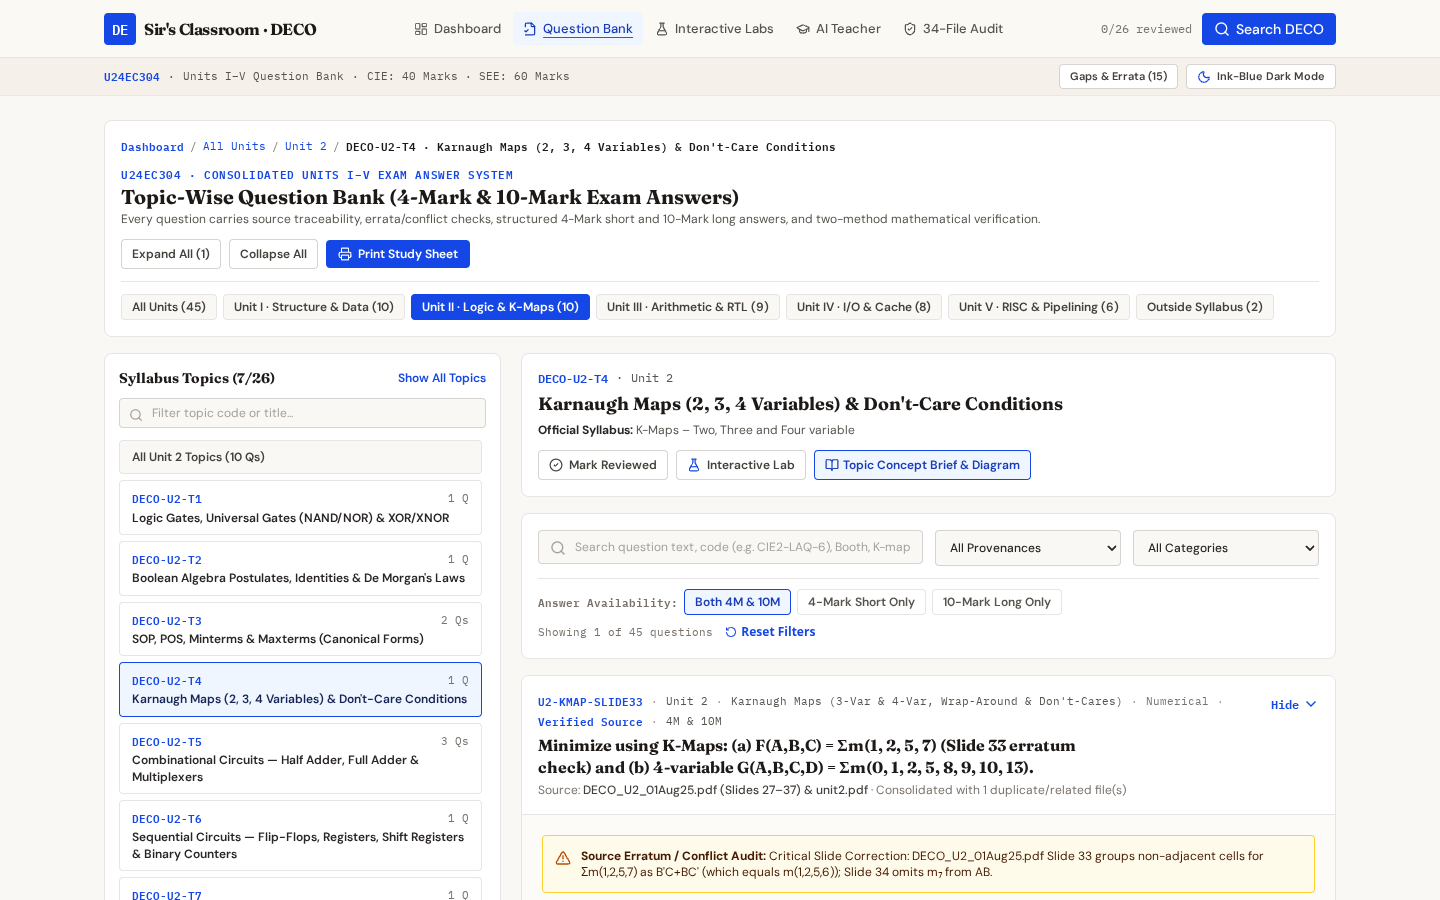 DE Sir's Classroom · DECO Dashboard Question Bank Interactive Labs AI Teacher 34-File Audit 0/26 reviewed Search DECO
U24EC304 · Units I–V Question Bank · CIE: 40 Marks · SEE: 60 Marks Gaps & Errata (15) Ink-Blue Dark Mode
Dashboard / All Units / Unit 2 / DECO-U2-T4 · Karnaugh Maps (2, 3, 4 Variables) & Don't-Care Conditions
U24EC304 · CONSOLIDATED UNITS I–V EXAM ANSWER SYSTEM
Topic-Wise Question Bank (4-Mark & 10-Mark Exam Answers)
Every question carries source traceability, errata/conflict checks, structured 4-Mark short and 10-Mark long answers, and two-method mathematical verification.
Expand All (1) Collapse All Print Study Sheet
All Units (45) Unit I · Structure & Data (10) Unit II · Logic & K-Maps (10) Unit III · Arithmetic & RTL (9) Unit IV · I/O & Cache (8) Unit V · RISC & Pipelining (6) Outside Syllabus (2)
Syllabus Topics (7/26) Show All Topics
Filter topic code or title...
All Unit 2 Topics (10 Qs)
DECO-U2-T1 1 Q
Logic Gates, Universal Gates (NAND/NOR) & XOR/XNOR
DECO-U2-T2 1 Q
Boolean Algebra Postulates, Identities & De Morgan's Laws
DECO-U2-T3 2 Qs
SOP, POS, Minterms & Maxterms (Canonical Forms)
DECO-U2-T4 1 Q
Karnaugh Maps (2, 3, 4 Variables) & Don't-Care Conditions
DECO-U2-T5 3 Qs
Combinational Circuits — Half Adder, Full Adder &
Multiplexers
DECO-U2-T6 1 Q
Sequential Circuits — Flip-Flops, Registers, Shift Registers
& Binary Counters
DECO-U2-T7 1 Q
DECO-U2-T4 · Unit 2
Karnaugh Maps (2, 3, 4 Variables) & Don't-Care Conditions
Official Syllabus: K-Maps – Two, Three and Four variable
Mark Reviewed Interactive Lab Topic Concept Brief & Diagram
Search question text, code (e.g. CIE2-LAQ-6), Booth, K-map All Provenances All Categories
Answer Availability: Both 4M & 10M 4-Mark Short Only 10-Mark Long Only
Showing 1 of 45 questions Reset Filters
U2-KMAP-SLIDE33 · Unit 2 · Karnaugh Maps (3-Var & 4-Var, Wrap-Around & Don't-Cares) · Numerical · Hide
Verified Source · 4M & 10M
Minimize using K-Maps: (a) F(A,B,C) = Σm(1, 2, 5, 7) (Slide 33 erratum
check) and (b) 4-variable G(A,B,C,D) = Σm(0, 1, 2, 5, 8, 9, 10, 13).
Source: DECO_U2_01Aug25.pdf (Slides 27–37) & unit2.pdf · Consolidated with 1 duplicate/related file(s)
Source Erratum / Conflict Audit: Critical Slide Correction: DECO_U2_01Aug25.pdf Slide 33 groups non-adjacent cells for
Σm(1,2,5,7) as B'C+BC' (which equals m(1,2,5,6)); Slide 34 omits m₇ from AB.